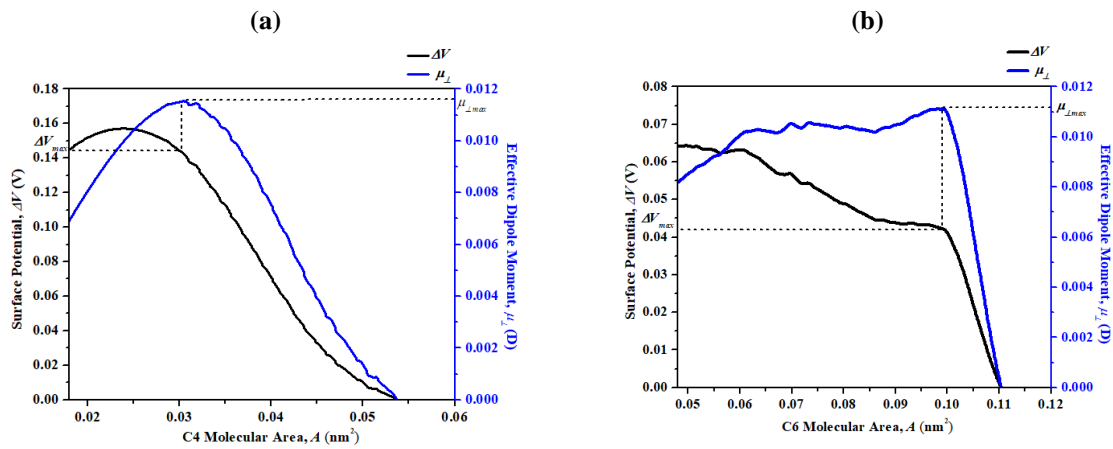 (a)
ΔV
μ⊥
0.18
0.16
0.14
0.12
0.10
0.08
0.06
0.04
0.02
0.00
Surface Potential, ΔV (V)
ΔVmax
μ⊥max
0.012
0.010
0.008
0.006
0.004
0.002
0.000
Effective Dipole Moment, μ⊥ (D)
0.02 0.03 0.04 0.05 0.06
C4 Molecular Area, A (nm²)
(b)
ΔV
μ⊥
0.08
0.07
0.06
0.05
0.04
0.03
0.02
0.01
0.00
Surface Potential, ΔV (V)
ΔVmax
μ⊥max
0.012
0.010
0.008
0.006
0.004
0.002
0.000
Effective Dipole Moment, μ⊥ (D)
0.05 0.06 0.07 0.08 0.09 0.10 0.11 0.12
C6 Molecular Area, A (nm²)